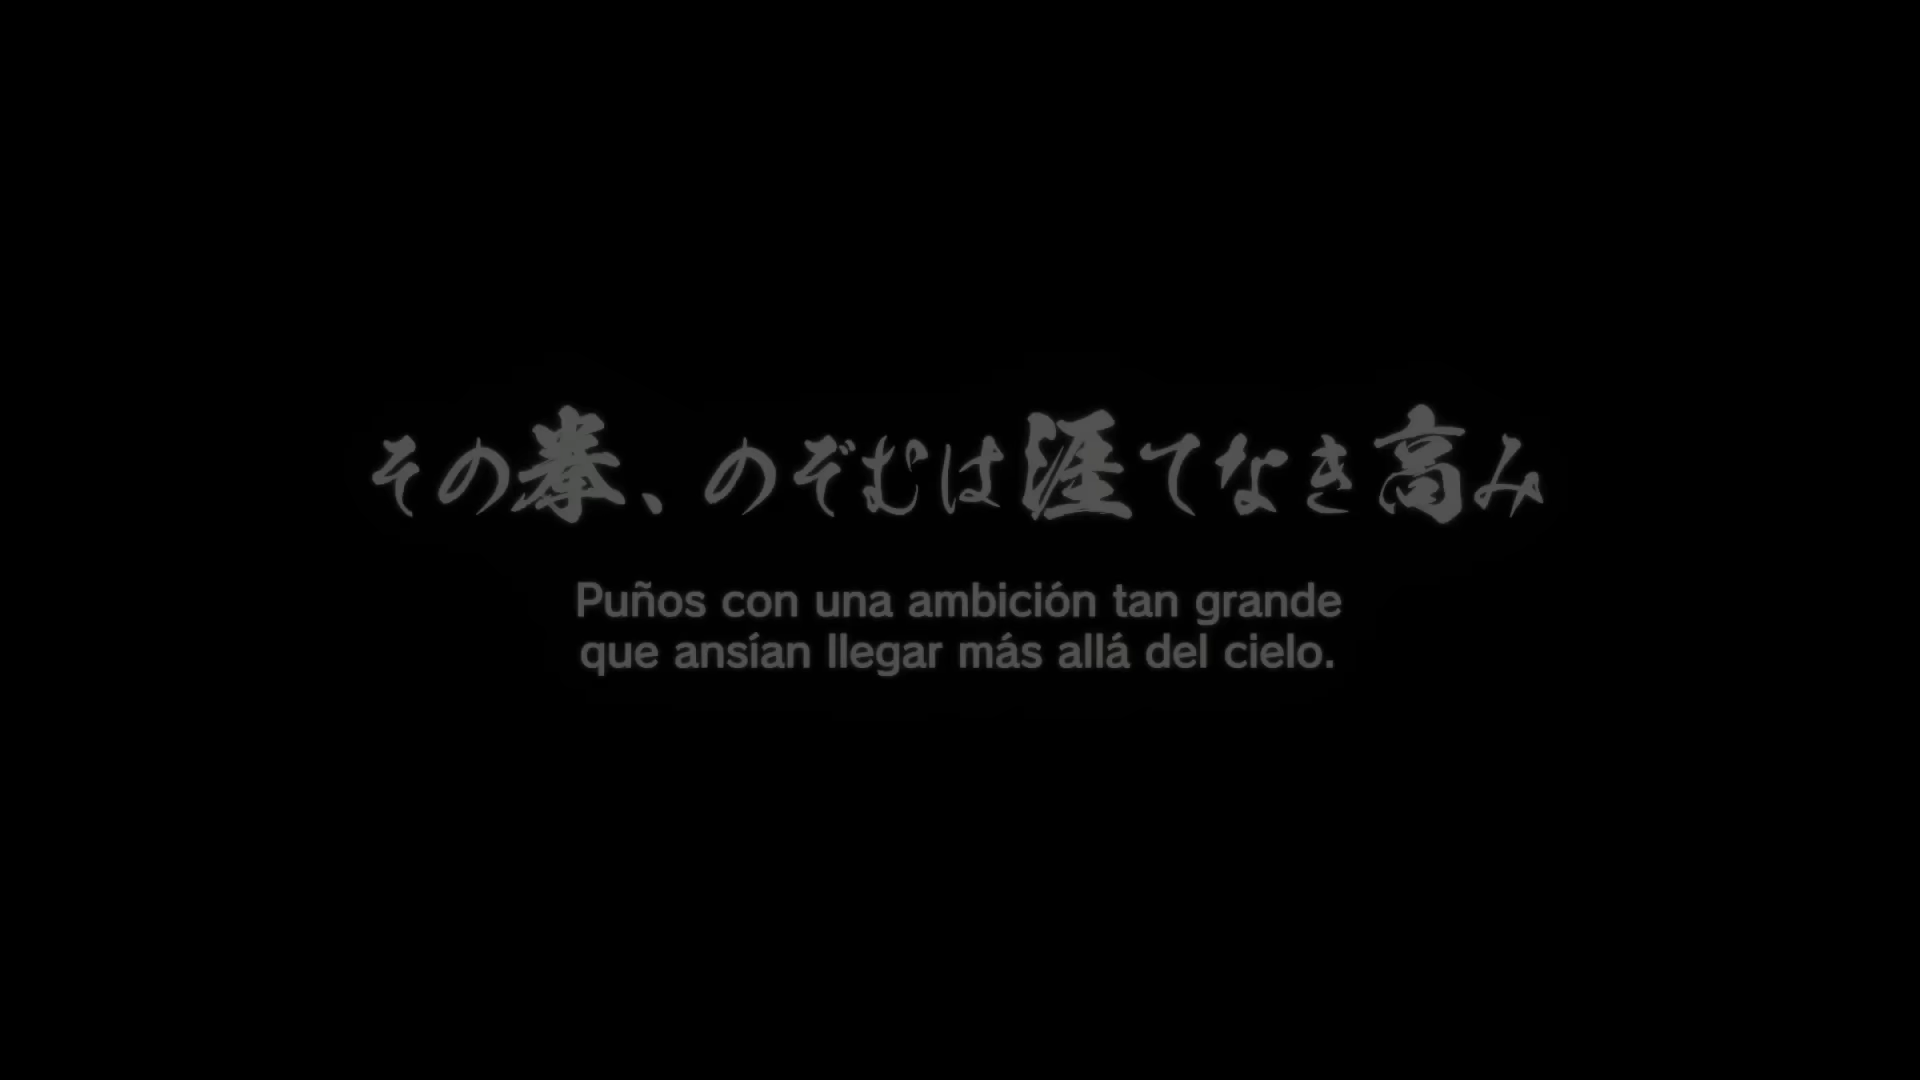 その拳、のぞむは涯てなき高み
Puños con una ambición tan grande
que ansían llegar más allá del cielo.